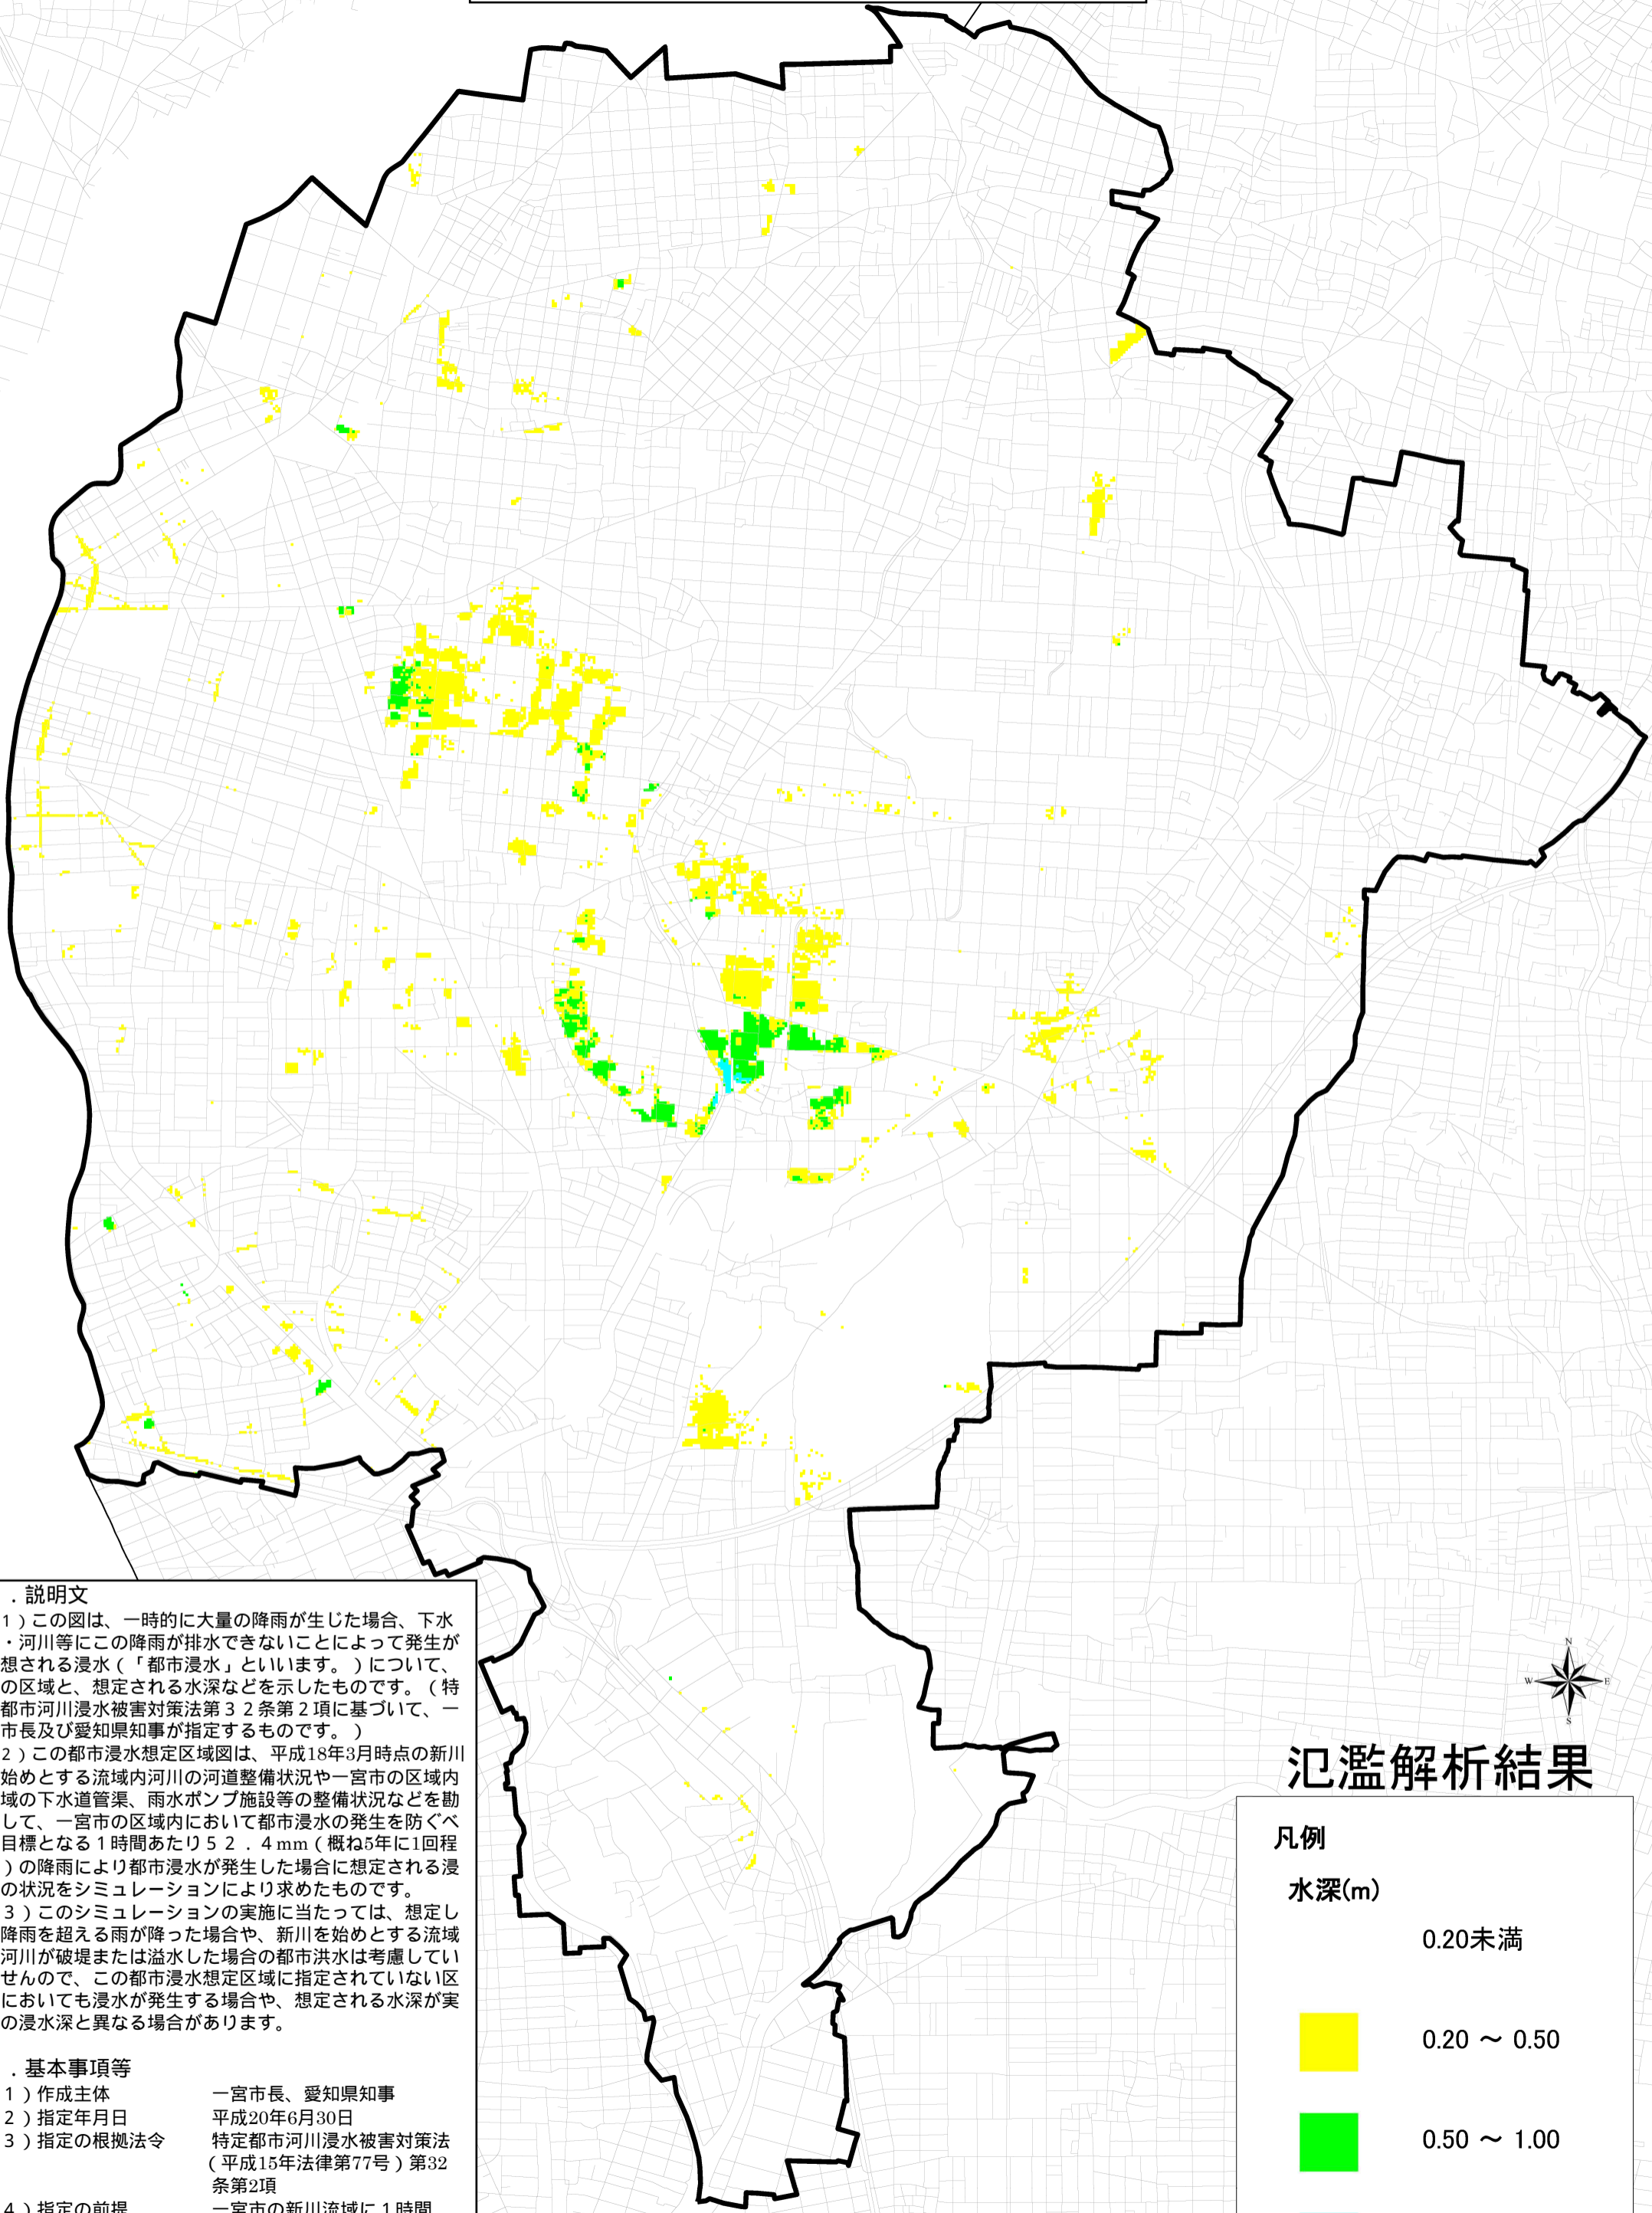 ．説明文
1）この図は、一時的に大量の降雨が生じた場合、下水
・河川等にこの降雨が排水できないことによって発生が
想される浸水（「都市浸水」といいます。）について、
の区域と、想定される水深などを示したものです。（特
都市河川浸水被害対策法第３２条第２項に基づいて、一
市長及び愛知県知事が指定するものです。）
2）この都市浸水想定区域図は、平成18年3月時点の新川
始めとする流域内河川の河道整備状況や一宮市の区域内
域の下水道管渠、雨水ポンプ施設等の整備状況などを勘
して、一宮市の区域内において都市浸水の発生を防ぐべ
目標となる１時間あたり５２．４mm（概ね5年に1回程
）の降雨により都市浸水が発生した場合に想定される浸
の状況をシミュレーションにより求めたものです。
３）このシミュレーションの実施に当たっては、想定し
降雨を超える雨が降った場合や、新川を始めとする流域
河川が破堤または溢水した場合の都市洪水は考慮してい
せんので、この都市浸水想定区域に指定されていない区
においても浸水が発生する場合や、想定される水深が実
の浸水深と異なる場合があります。
．基本事項等
１）作成主体 一宮市長、愛知県知事
２）指定年月日 平成20年6月30日
３）指定の根拠法令 特定都市河川浸水被害対策法
（平成15年法律第77号）第32
条第2項
４）指定の前提 一宮市の新川流域に１時間
N
W E
S
氾濫解析結果
凡例
水深(m)
0.20未満
0.20 ～ 0.50
0.50 ～ 1.00